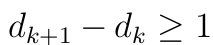 $d_{k+1} - d_k \geq 1$